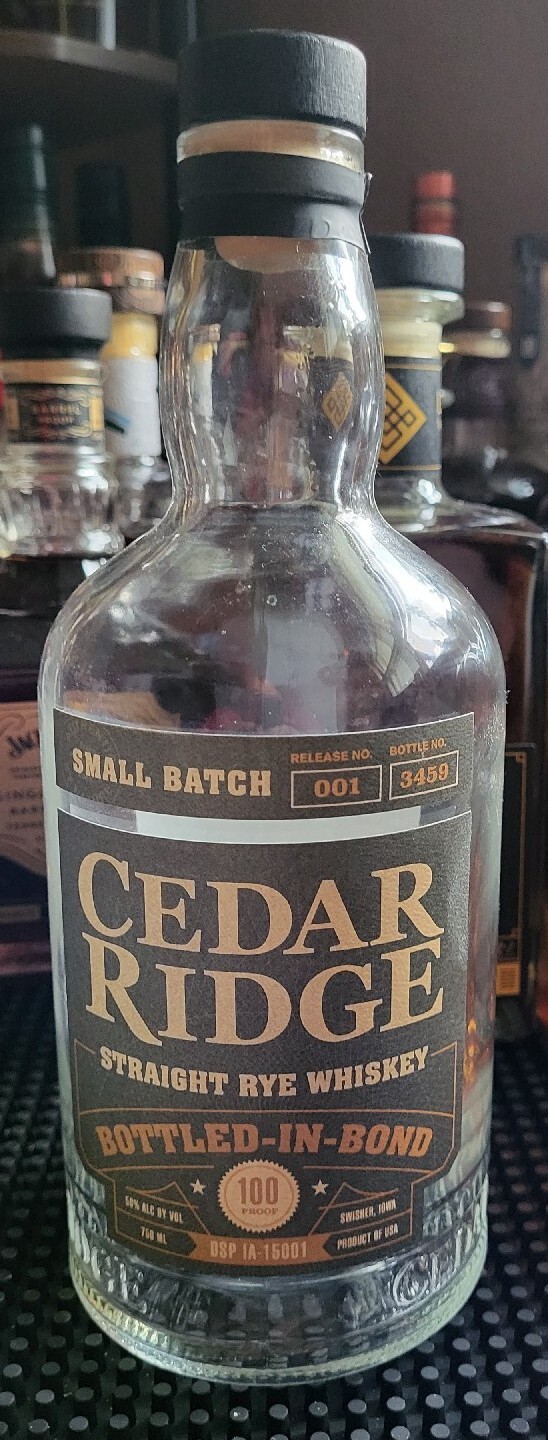 SMALL BATCH
RELEASE NO.
001
BOTTLE NO.
3459
CEDAR
RIDGE
STRAIGHT RYE WHISKEY
BOTTLED-IN-BOND
100
PROOF
50% ALC BY VOL
750 ML
SWISHER, IOWA
PRODUCT OF USA
DSP IA-15001
BARREL